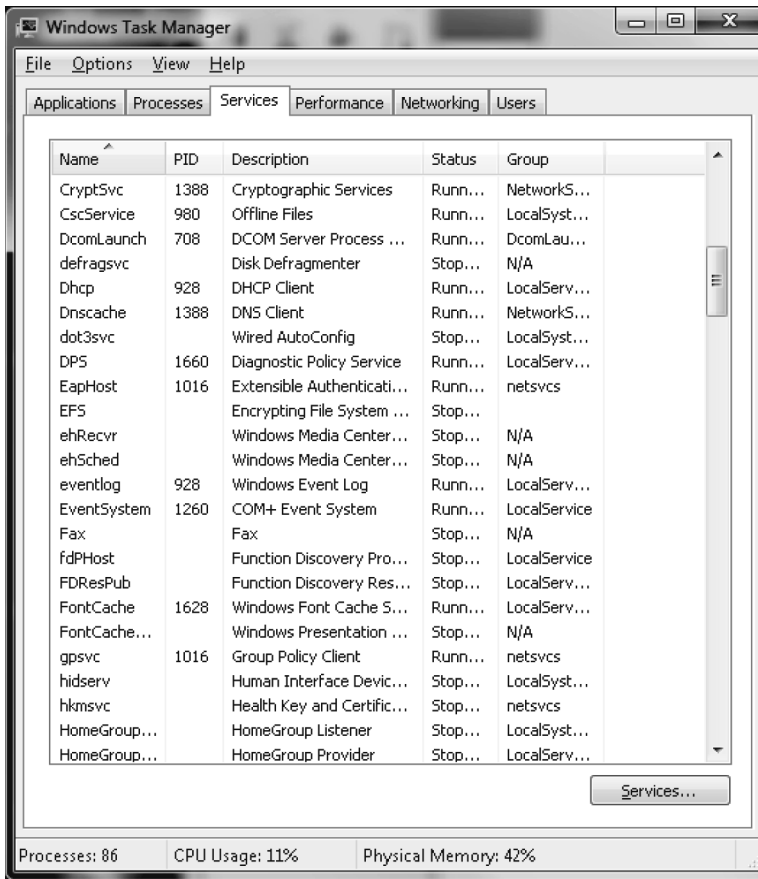 Windows Task Manager
File Options View Help
Applications Processes Services Performance Networking Users
Name PID Description Status Group
CryptSvc 1388 Cryptographic Services Runn... NetworkS...
CscService 980 Offline Files Runn... LocalSyst...
DcomLaunch 708 DCOM Server Process ... Runn... DcomLau...
defragsvc Disk Defragmenter Stop... N/A
Dhcp 928 DHCP Client Runn... LocalServ...
Dnscache 1388 DNS Client Runn... NetworkS...
dot3svc Wired AutoConfig Stop... LocalSyst...
DPS 1660 Diagnostic Policy Service Runn... LocalServ...
EapHost 1016 Extensible Authenticati... Runn... netsvcs
EFS Encrypting File System ... Stop...
ehRecvr Windows Media Center... Stop... N/A
ehSched Windows Media Center... Stop... N/A
eventlog 928 Windows Event Log Runn... LocalServ...
EventSystem 1260 COM+ Event System Runn... LocalService
Fax Fax Stop... N/A
fdPHost Function Discovery Pro... Stop... LocalService
FDResPub Function Discovery Res... Stop... LocalServ...
FontCache 1628 Windows Font Cache S... Runn... LocalServ...
FontCache... Windows Presentation ... Stop... N/A
gpsvc 1016 Group Policy Client Runn... netsvcs
hidserv Human Interface Devic... Stop... LocalSyst...
hkmsvc Health Key and Certific... Stop... netsvcs
HomeGroup... HomeGroup Listener Stop... LocalSyst...
HomeGroup... HomeGroup Provider Stop... LocalServ...
Services...
Processes: 86 CPU Usage: 11% Physical Memory: 42%